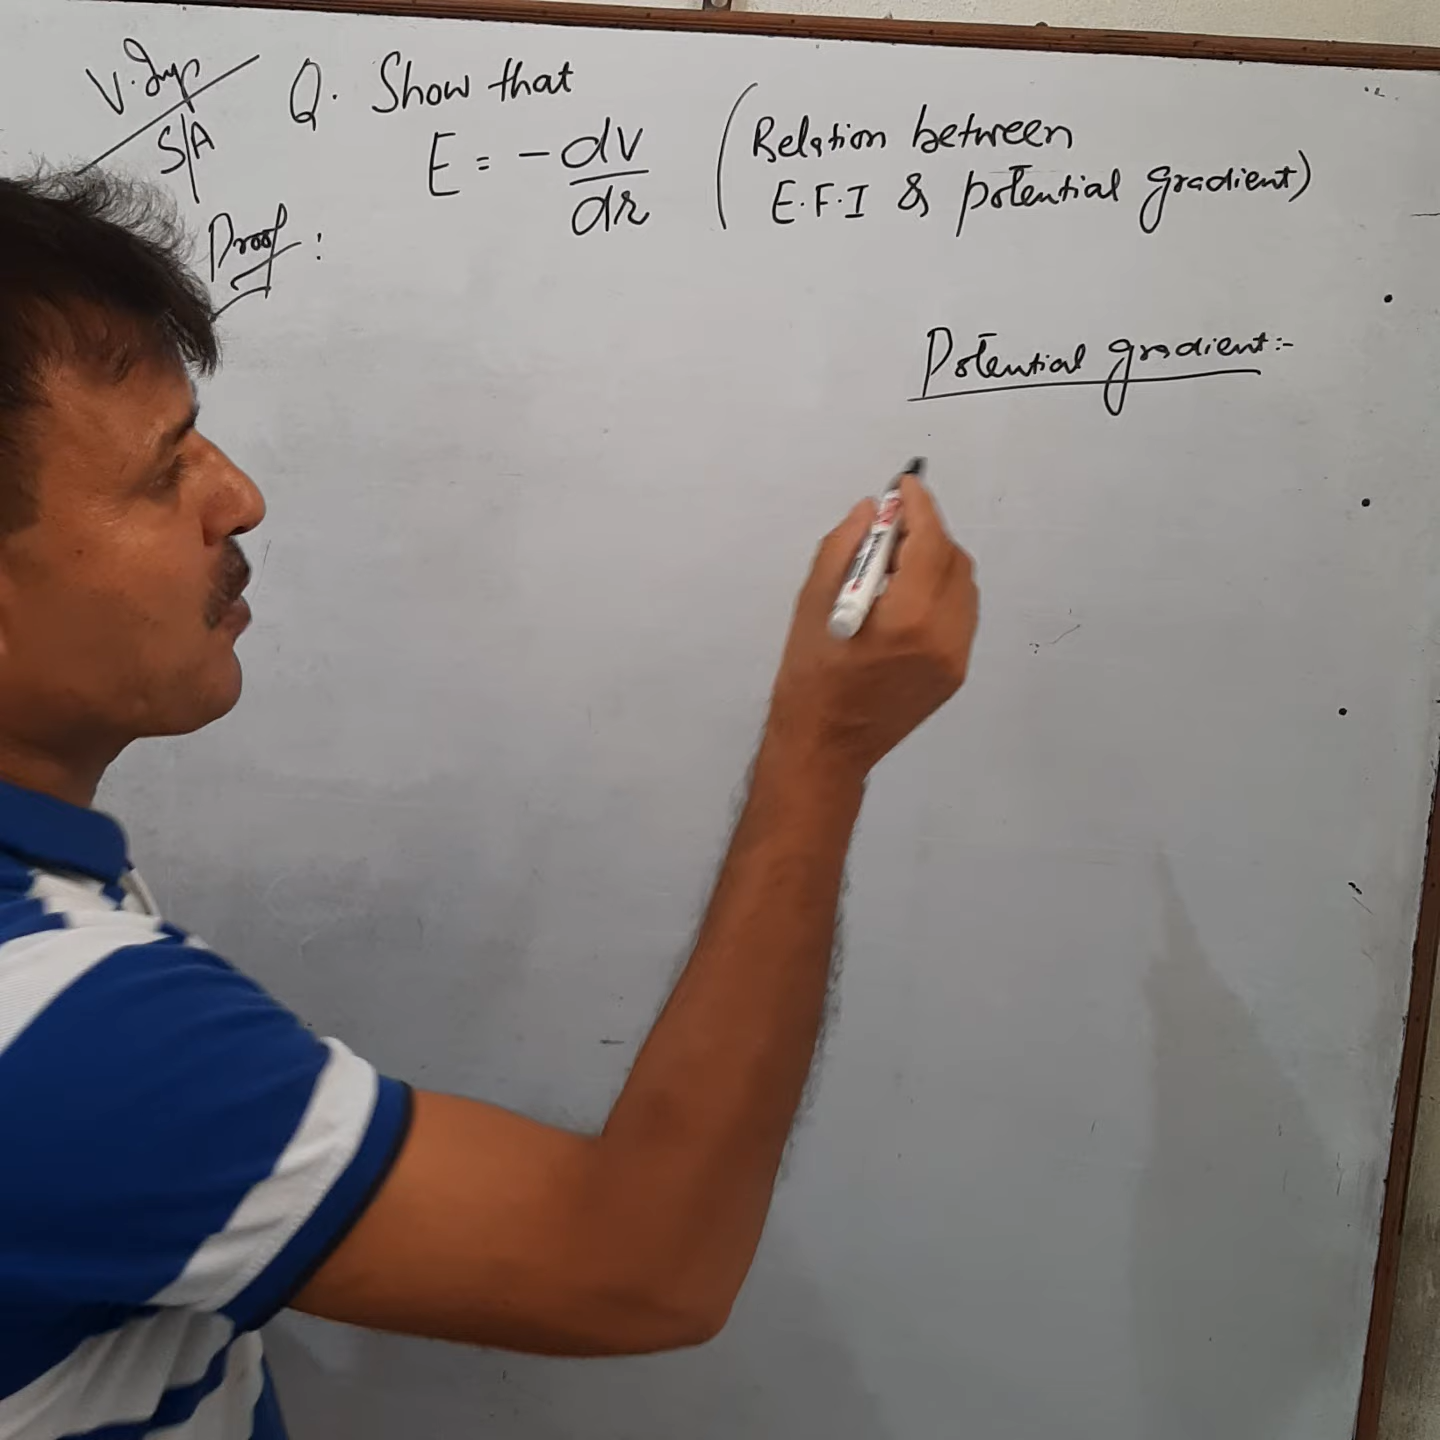 V. Imp
S/A
Q. Show that
E = - dV/dr
(Relation between
E.F.I & potential gradient)
Proof :
Potential gradient :-